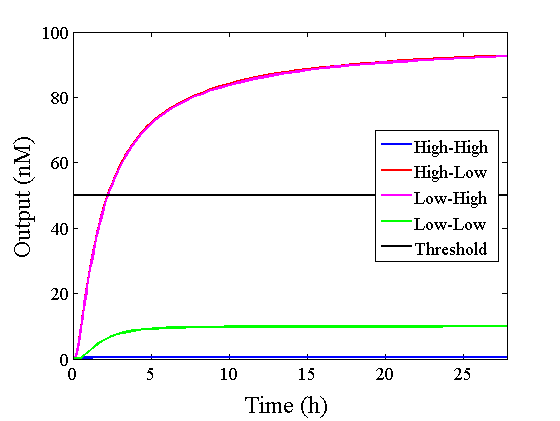 100
80
60
40
20
0
Output (nM)
High-High
High-Low
Low-High
Low-Low
Threshold
0 5 10 15 20 25
Time (h)